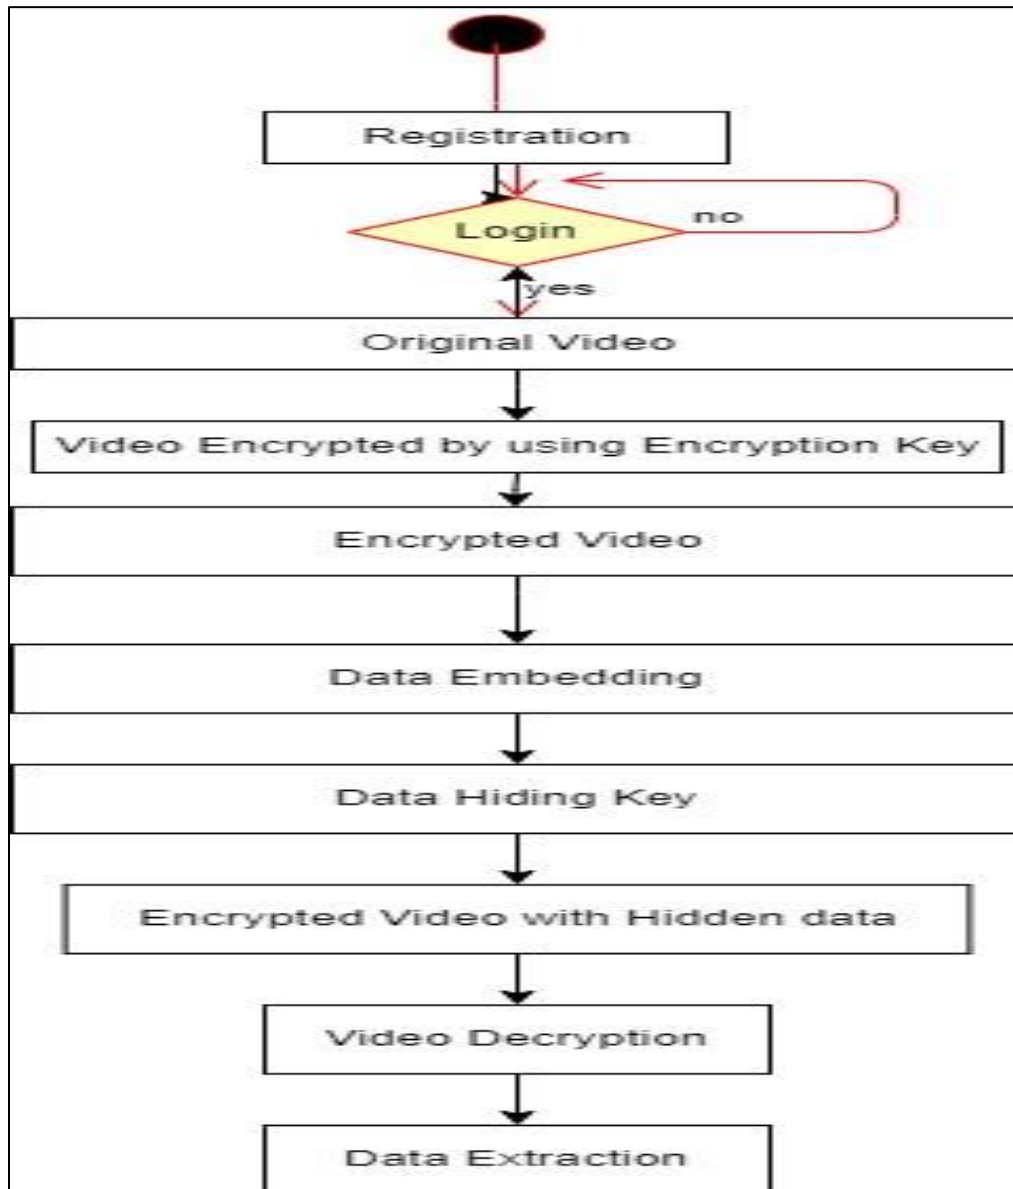 Registration
Login
no
yes
Original Video
Video Encrypted by using Encryption Key
Encrypted Video
Data Embedding
Data Hiding Key
Encrypted Video with Hidden data
Video Decryption
Data Extraction